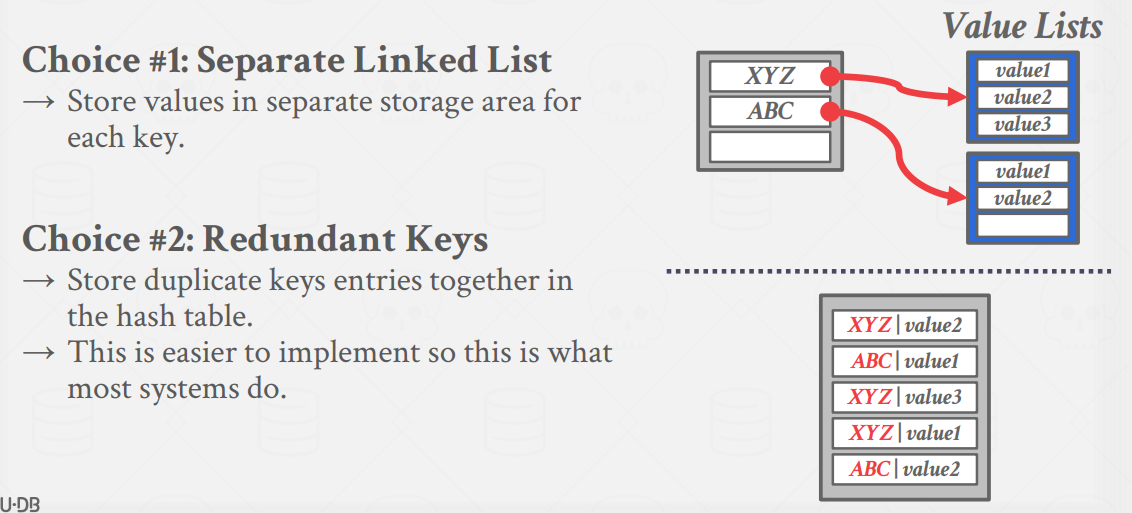 Choice #1: Separate Linked List
→ Store values in separate storage area for
each key.
Choice #2: Redundant Keys
→ Store duplicate keys entries together in
the hash table.
→ This is easier to implement so this is what
most systems do.
Value Lists
XYZ
ABC
value1
value2
value3
value1
value2
XYZ|value2
ABC|value1
XYZ|value3
XYZ|value1
ABC|value2
U·DB